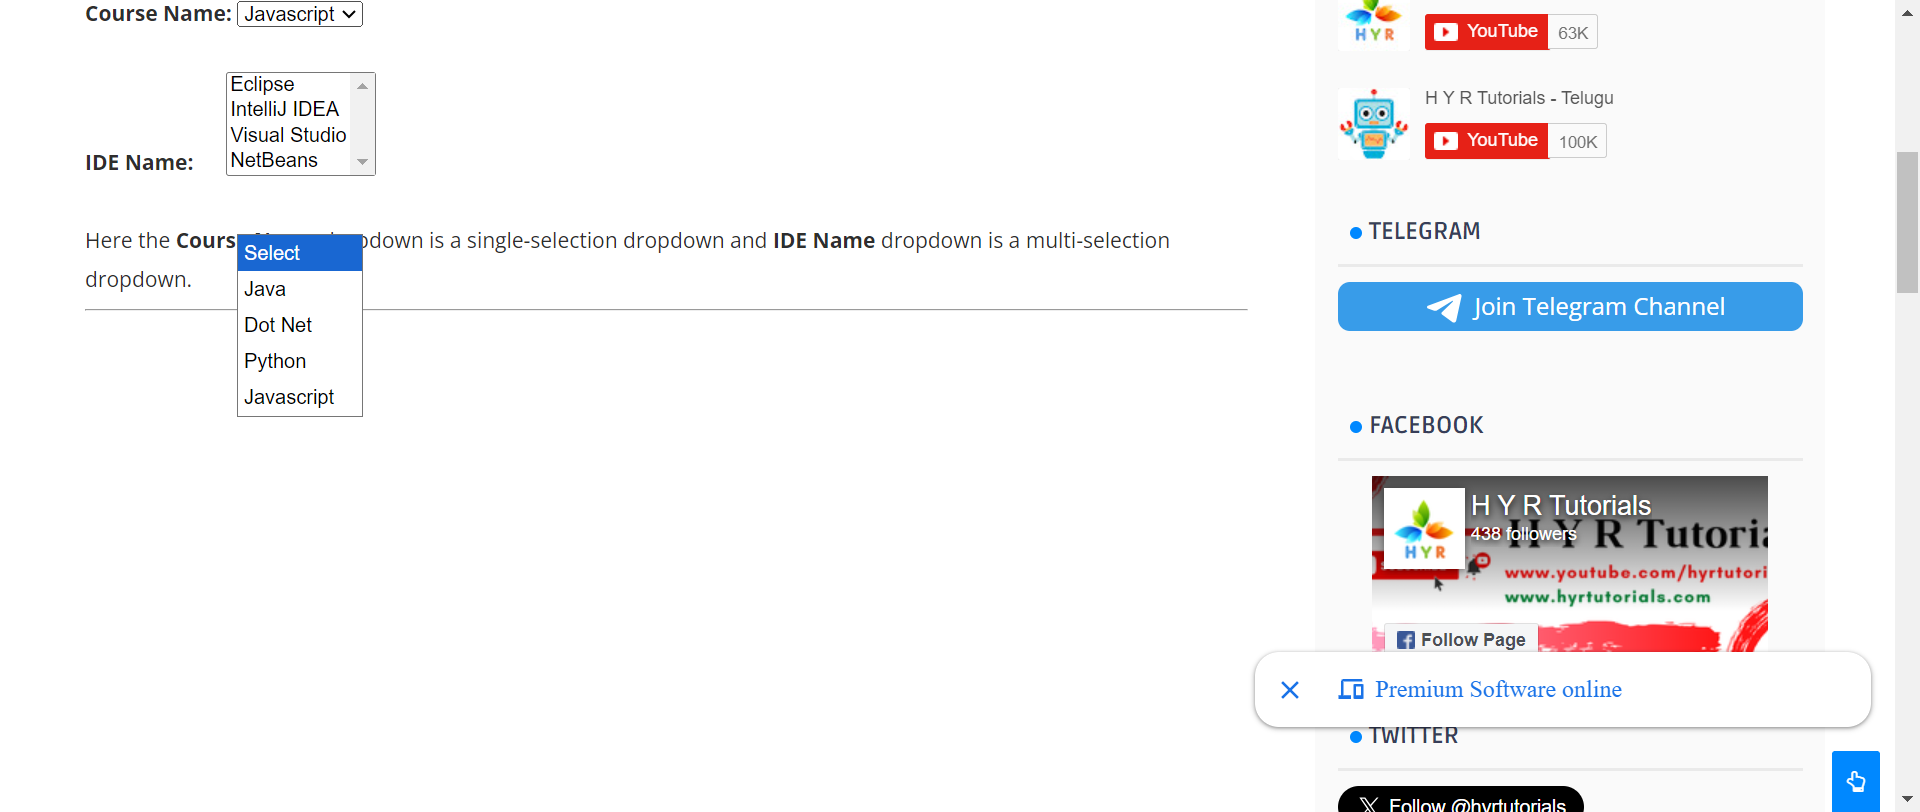 Course Name: Javascript
Eclipse
IntelliJ IDEA
Visual Studio
NetBeans
IDE Name:
Here the Cours dropdown is a single-selection dropdown and IDE Name dropdown is a multi-selection
dropdown.
Select
Java
Dot Net
Python
Javascript
HYR
YouTube 63K
H Y R Tutorials - Telugu
YouTube 100K
TELEGRAM
Join Telegram Channel
FACEBOOK
H Y R Tutorials
438 followers
HYR
H Y R Tutoria
www.youtube.com/hyrtutori
www.hyrtutorials.com
Follow Page
Premium Software online
TWITTER
Follow @hyrtutorials